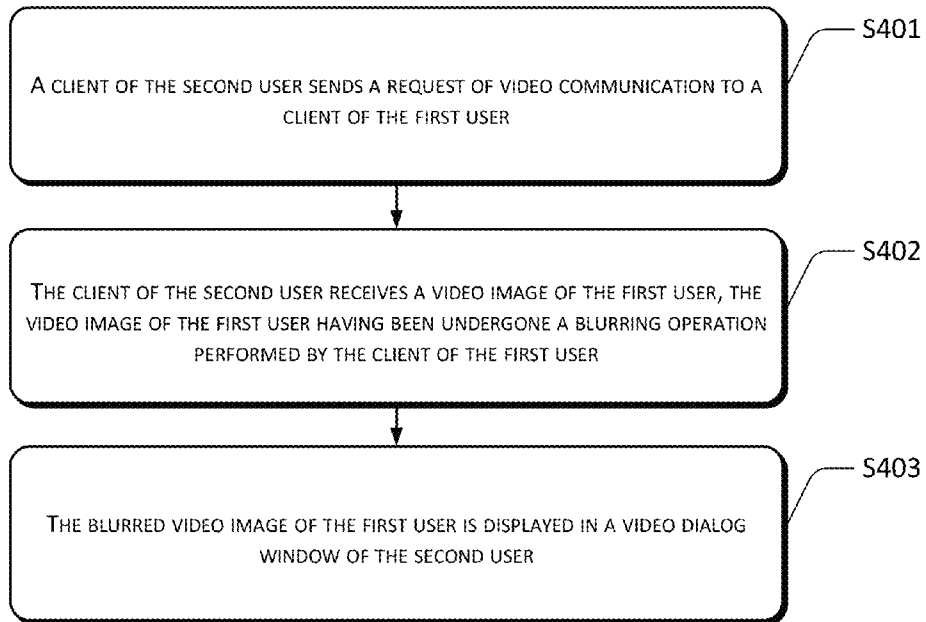 S401
A CLIENT OF THE SECOND USER SENDS A REQUEST OF VIDEO COMMUNICATION TO A
CLIENT OF THE FIRST USER
S402
THE CLIENT OF THE SECOND USER RECEIVES A VIDEO IMAGE OF THE FIRST USER, THE
VIDEO IMAGE OF THE FIRST USER HAVING BEEN UNDERGONE A BLURRING OPERATION
PERFORMED BY THE CLIENT OF THE FIRST USER
S403
THE BLURRED VIDEO IMAGE OF THE FIRST USER IS DISPLAYED IN A VIDEO DIALOG
WINDOW OF THE SECOND USER